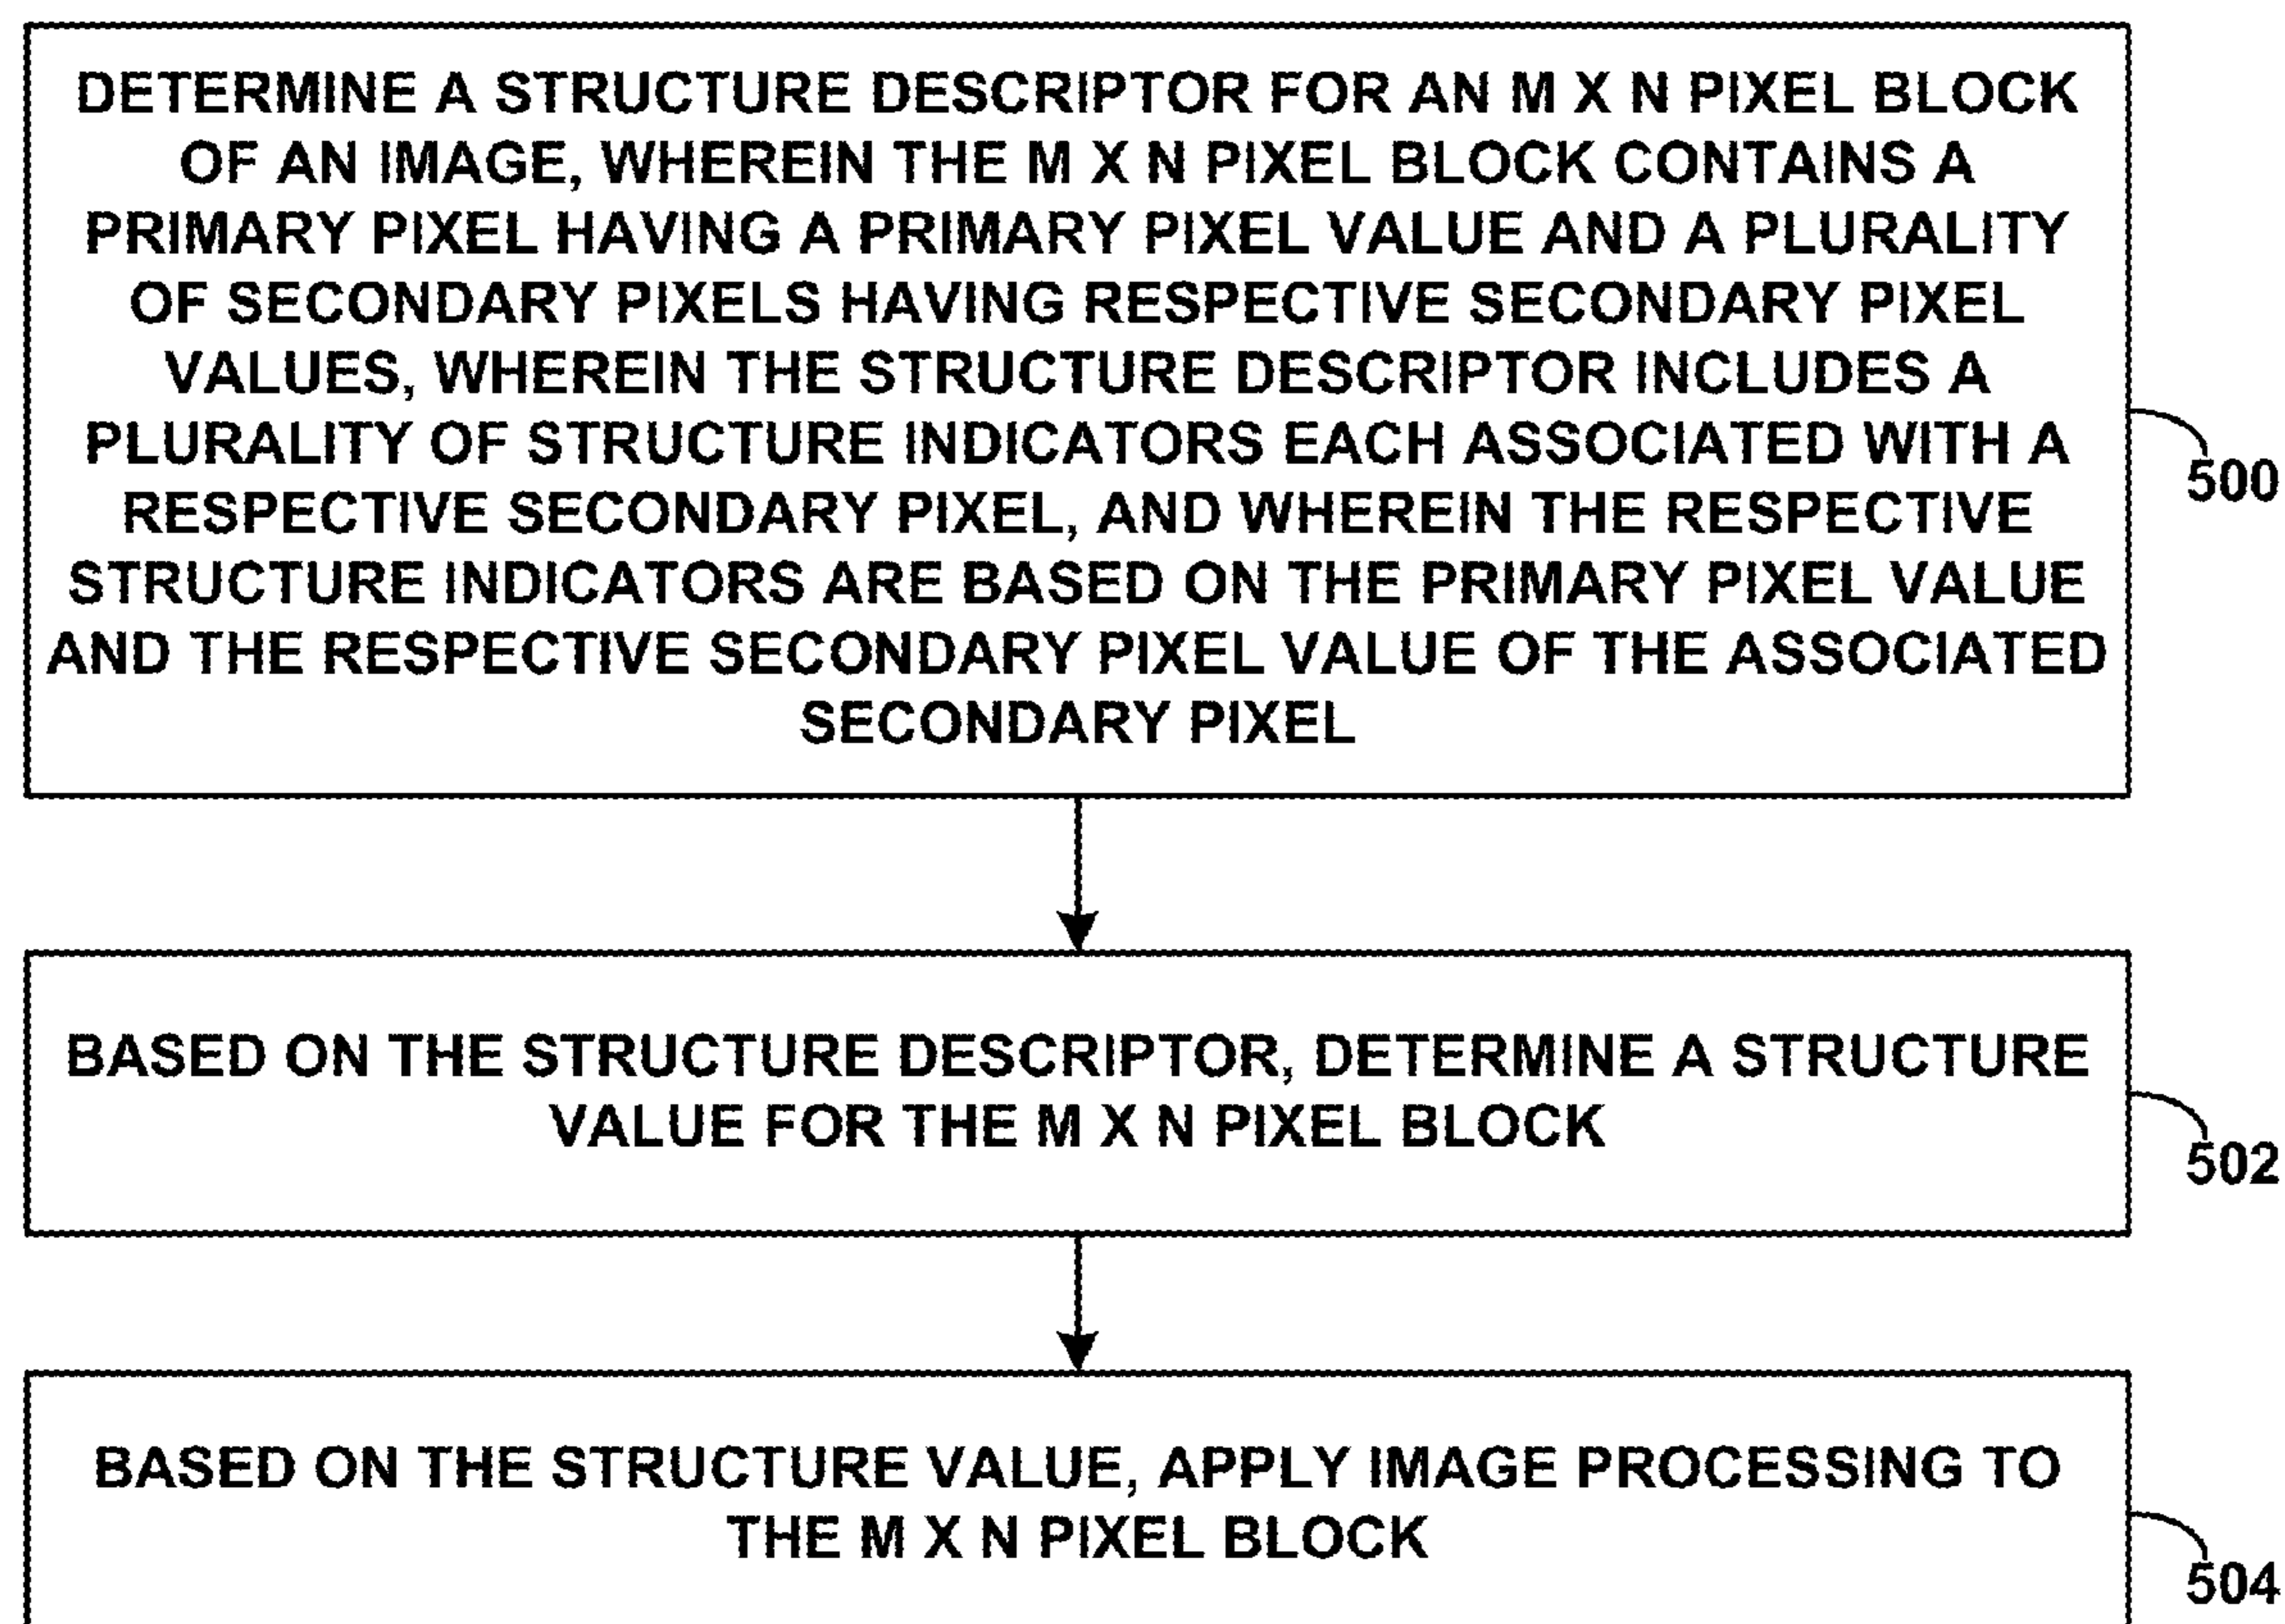 DETERMINE A STRUCTURE DESCRIPTOR FOR AN M X N PIXEL BLOCK
OF AN IMAGE, WHEREIN THE M X N PIXEL BLOCK CONTAINS A
PRIMARY PIXEL HAVING A PRIMARY PIXEL VALUE AND A PLURALITY
OF SECONDARY PIXELS HAVING RESPECTIVE SECONDARY PIXEL
VALUES, WHEREIN THE STRUCTURE DESCRIPTOR INCLUDES A
PLURALITY OF STRUCTURE INDICATORS EACH ASSOCIATED WITH A
RESPECTIVE SECONDARY PIXEL, AND WHEREIN THE RESPECTIVE
STRUCTURE INDICATORS ARE BASED ON THE PRIMARY PIXEL VALUE
AND THE RESPECTIVE SECONDARY PIXEL VALUE OF THE ASSOCIATED
SECONDARY PIXEL
500
BASED ON THE STRUCTURE DESCRIPTOR, DETERMINE A STRUCTURE
VALUE FOR THE M X N PIXEL BLOCK
502
BASED ON THE STRUCTURE VALUE, APPLY IMAGE PROCESSING TO
THE M X N PIXEL BLOCK
504